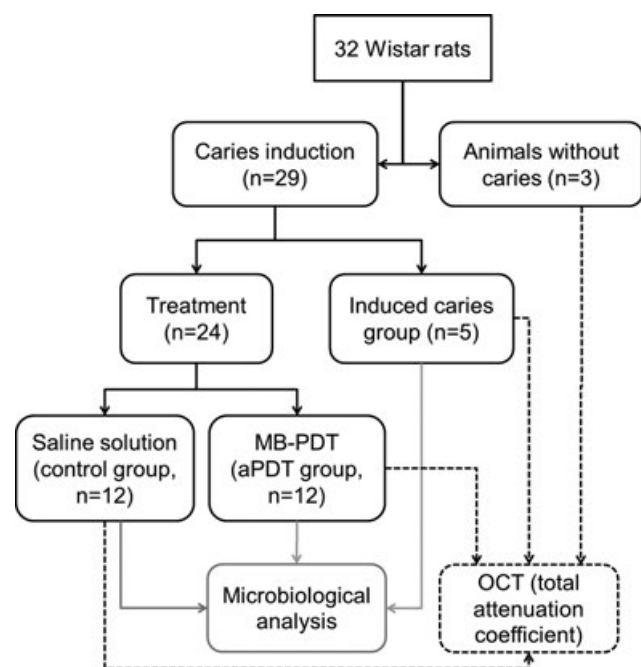 32 Wistar rats
Caries induction
(n=29)
Animals without
caries (n=3)
Treatment
(n=24)
Induced caries
group (n=5)
Saline solution
(control group,
n=12)
MB-PDT
(aPDT group,
n=12)
Microbiological
analysis
OCT (total
attenuation
coefficient)